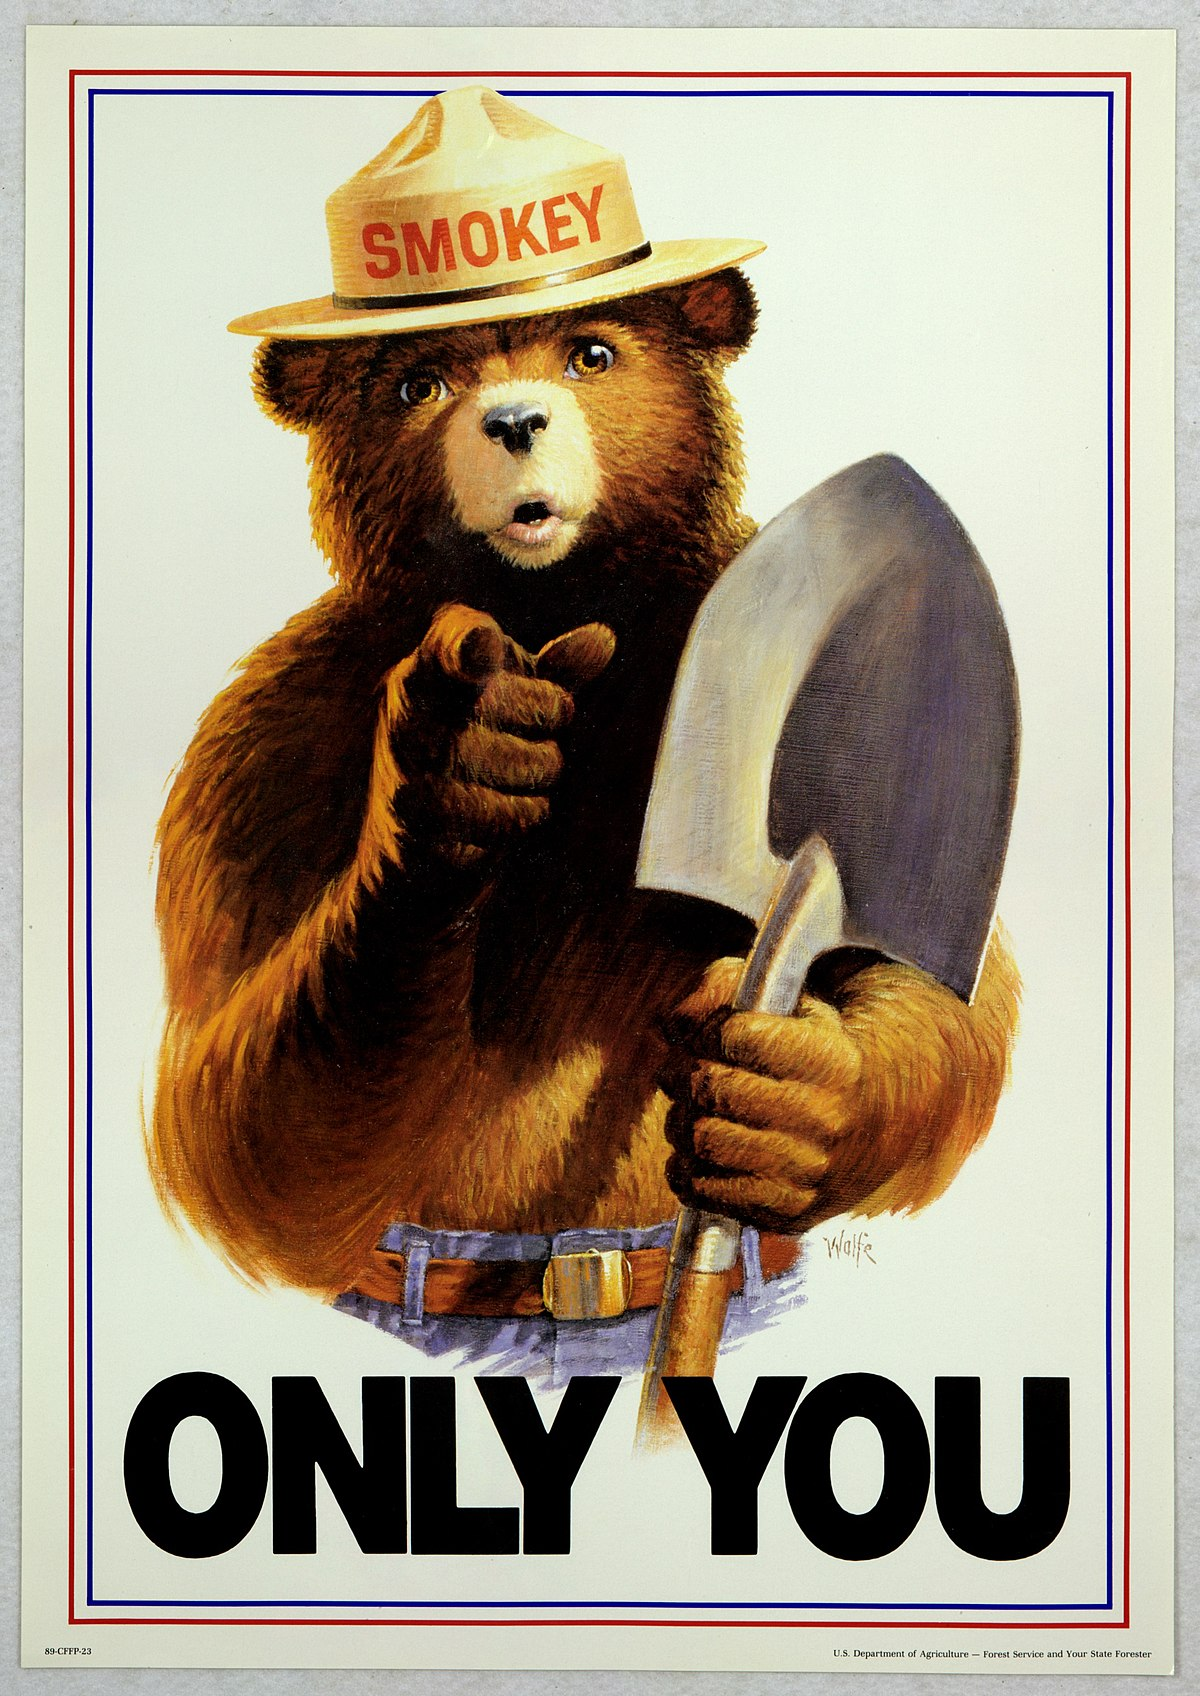 SMOKEY
Wolfe
ONLY YOU
89-CFFP-23
U.S. Department of Agriculture — Forest Service and Your State Forester